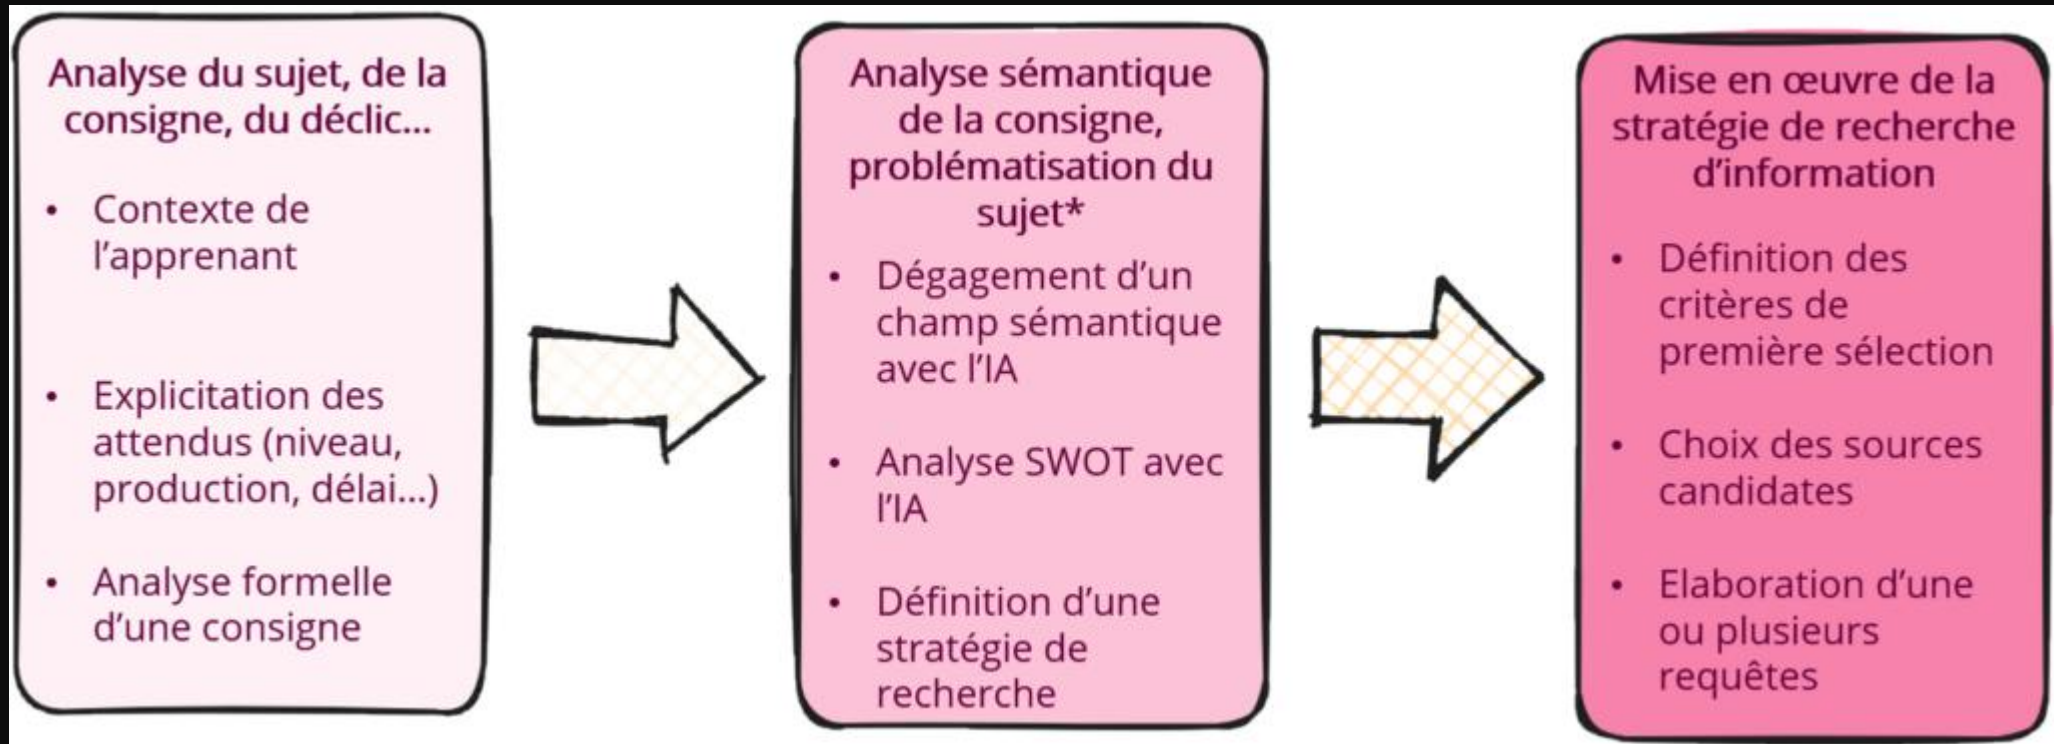 Analyse du sujet, de la
consigne, du déclic...
• Contexte de
l'apprenant
• Explicitation des
attendus (niveau,
production, délai...)
• Analyse formelle
d'une consigne
Analyse sémantique
de la consigne,
problématisation du
sujet*
• Dégagement d'un
champ sémantique
avec l'IA
• Analyse SWOT avec
l'IA
• Définition d'une
stratégie de
recherche
Mise en œuvre de la
stratégie de recherche
d'information
• Définition des
critères de
première sélection
• Choix des sources
candidates
• Elaboration d'une
ou plusieurs
requêtes